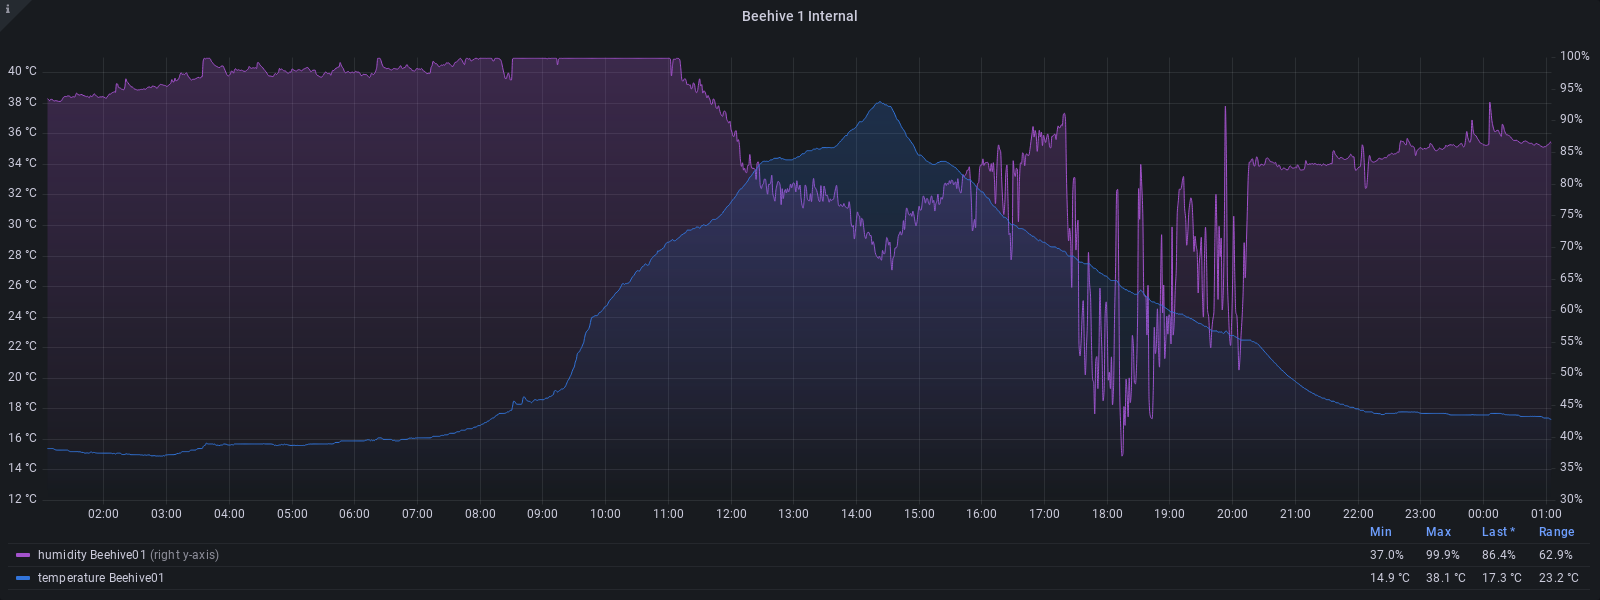 i
Beehive 1 Internal
40 °C
38 °C
36 °C
34 °C
32 °C
30 °C
28 °C
26 °C
24 °C
22 °C
20 °C
18 °C
16 °C
14 °C
12 °C
100%
95%
90%
85%
80%
75%
70%
65%
60%
55%
50%
45%
40%
35%
30%
02:00 03:00 04:00 05:00 06:00 07:00 08:00 09:00 10:00 11:00 12:00 13:00 14:00 15:00 16:00 17:00 18:00 19:00 20:00 21:00 22:00 23:00 00:00 01:00
Min Max Last * Range
humidity Beehive01 (right y-axis) 37.0% 99.9% 86.4% 62.9%
temperature Beehive01 14.9 °C 38.1 °C 17.3 °C 23.2 °C